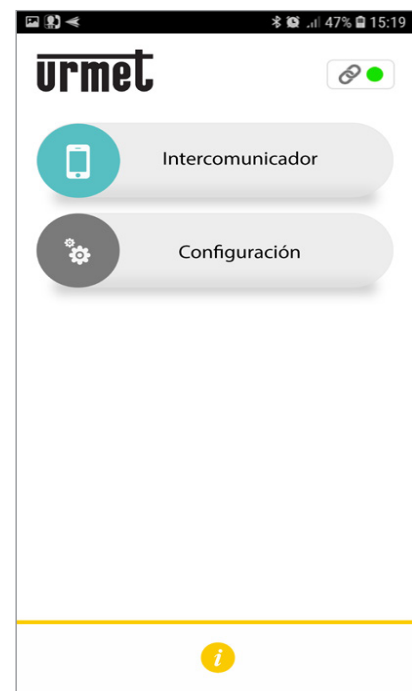 47% 15:19
urmet
Intercomunicador
Configuración
i